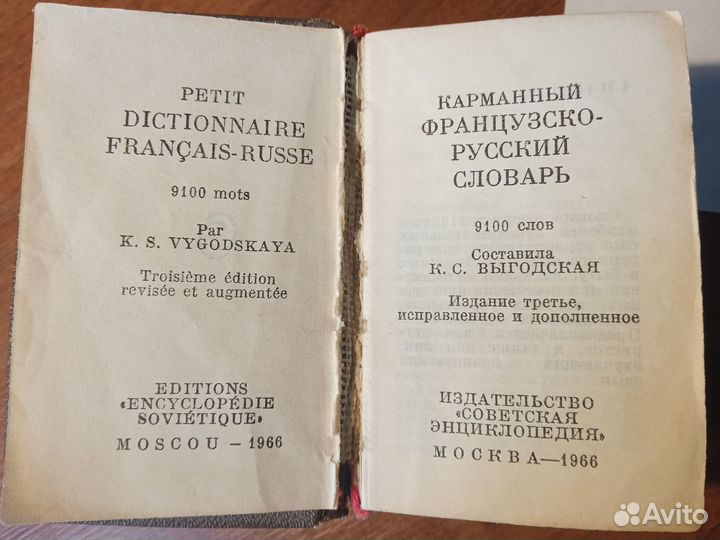 PETIT
DICTIONNAIRE
FRANÇAIS-RUSSE
9100 mots
Par
K. S. VYGODSKAYA
Troisième édition
revisée et augmentée
EDITIONS
«ENCYCLOPÉDIE
SOVIÉTIQUE»
MOSCOU — 1966
КАРМАННЫЙ
ФРАНЦУЗСКО-
РУССКИЙ
СЛОВАРЬ
9100 слов
Составила
К. С. ВЫГОДСКАЯ
Издание третье,
исправленное и дополненное
ИЗДАТЕЛЬСТВО
«СОВЕТСКАЯ
ЭНЦИКЛОПЕДИЯ»
МОСКВА—1966
Avito